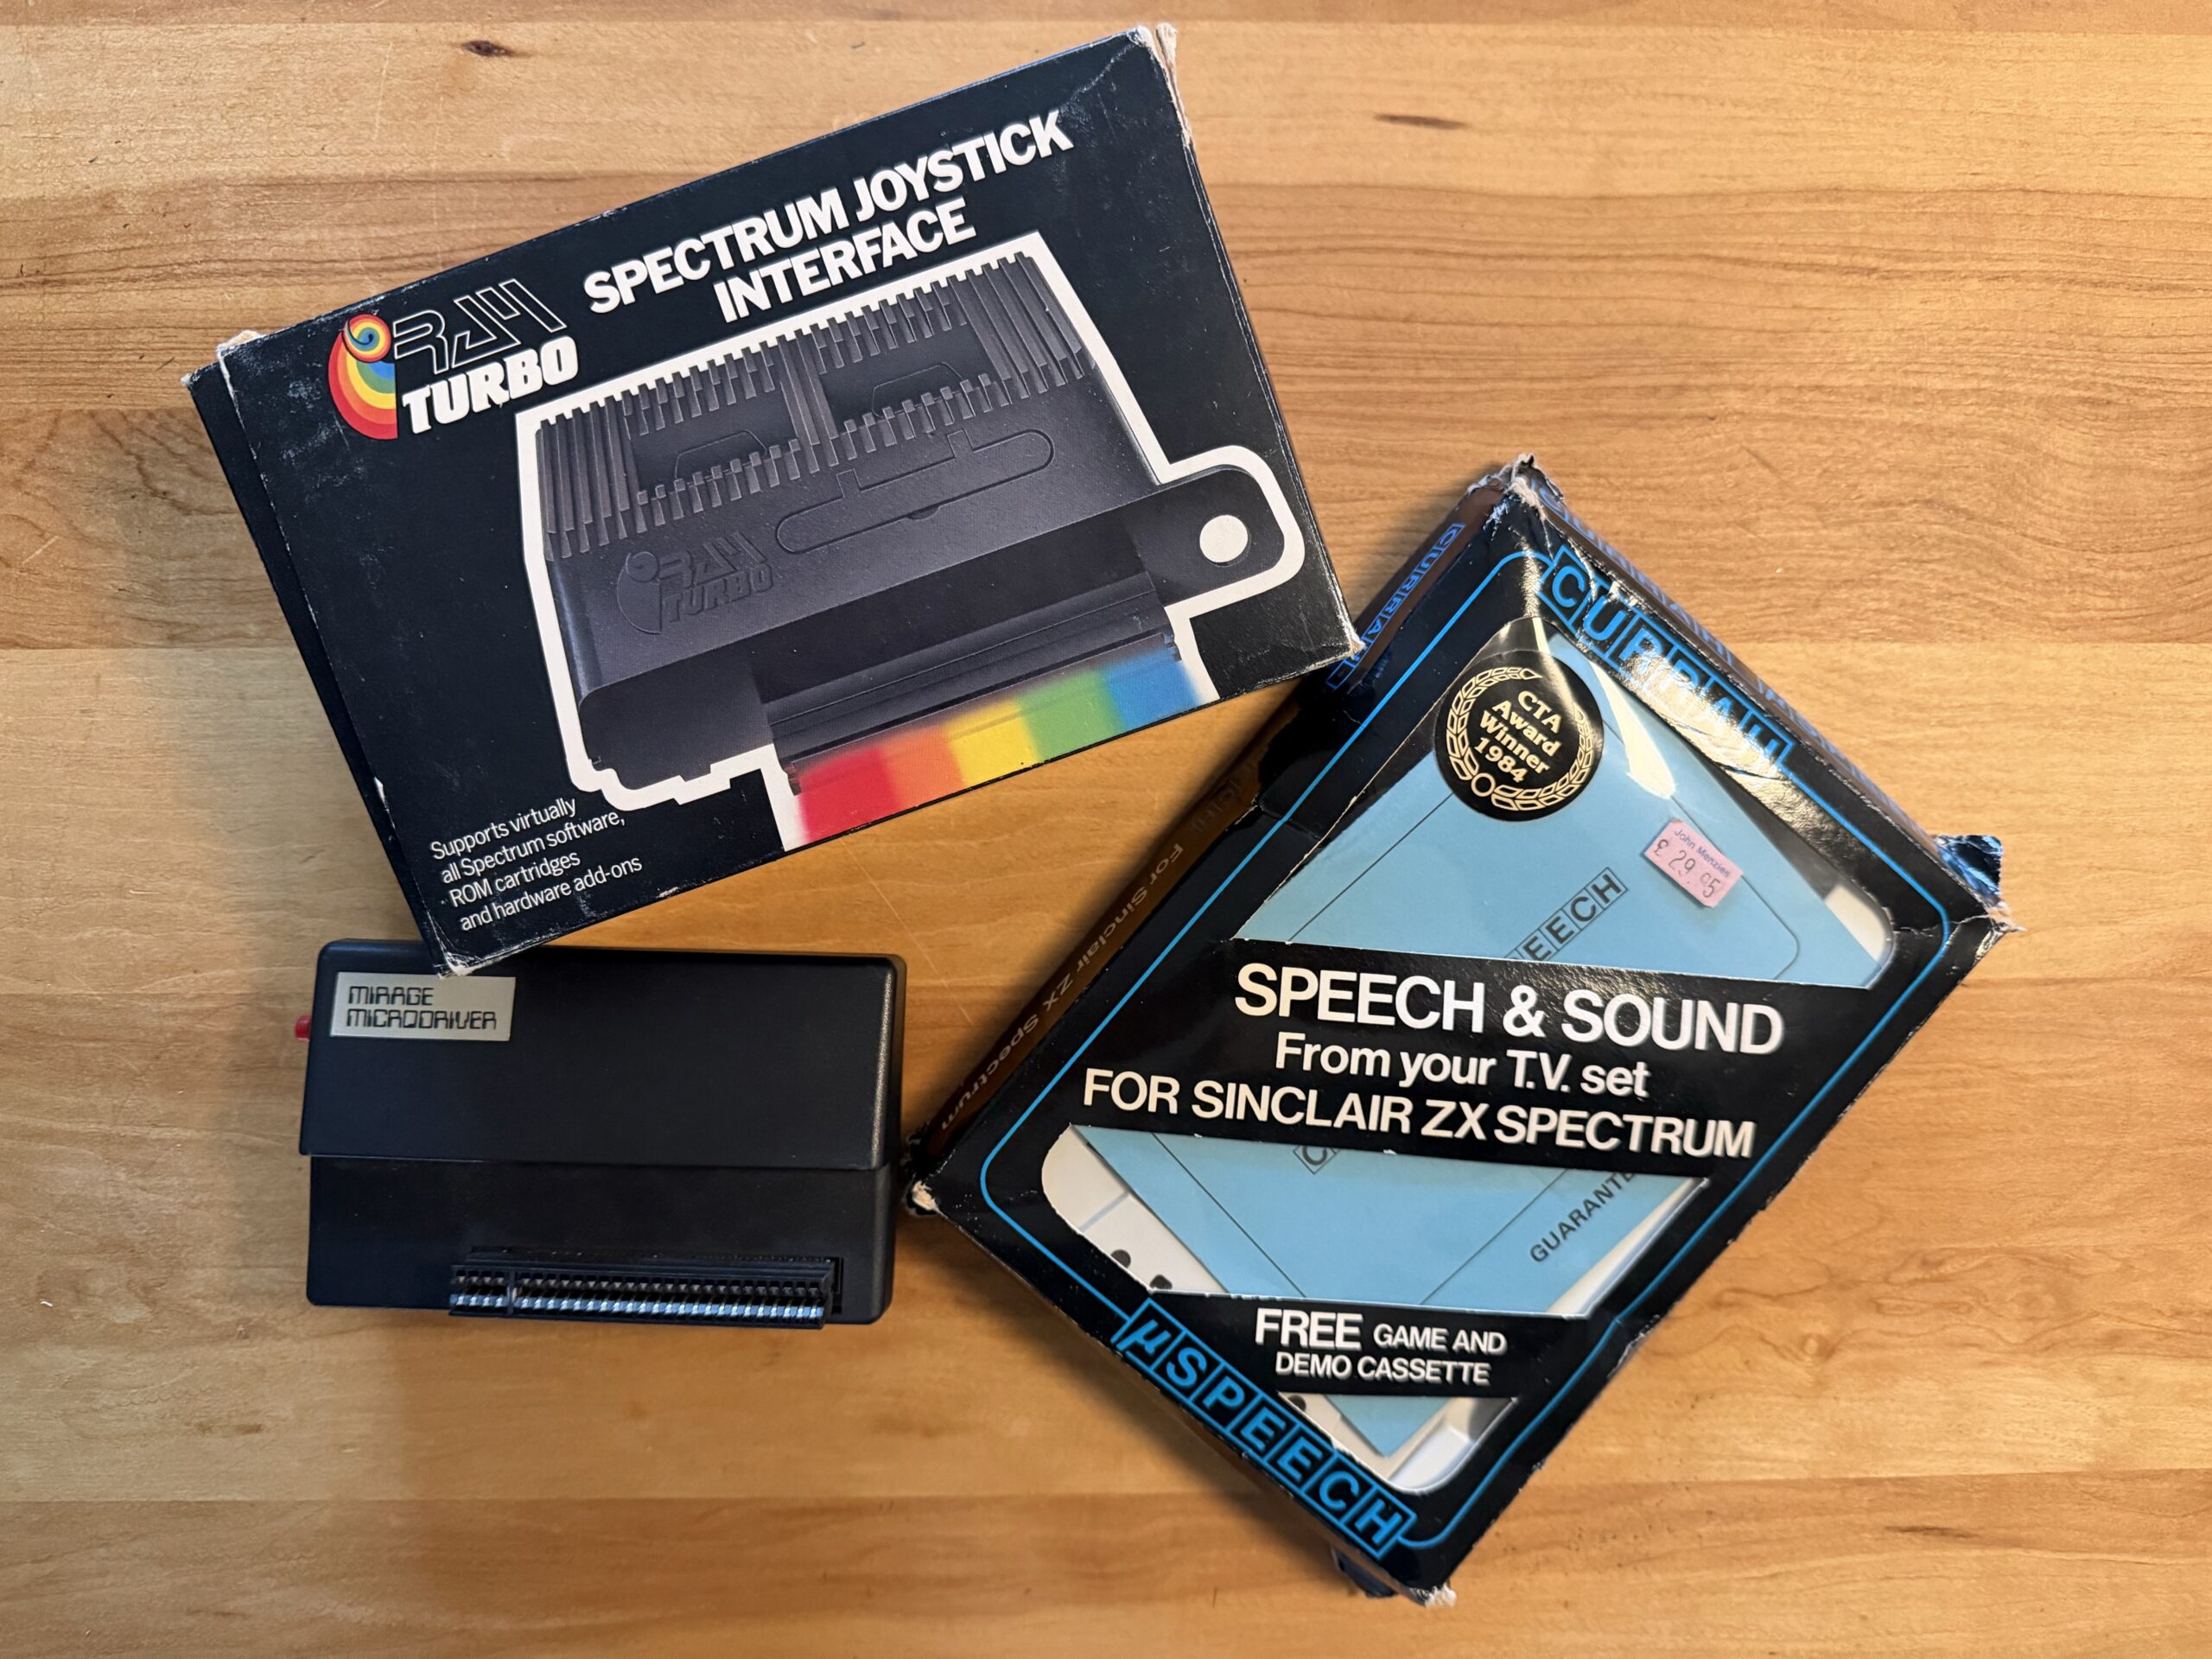 SPECTRUM JOYSTICK
INTERFACE
RAM
TURBO
RAM
TURBO
Supports virtually
all Spectrum software,
ROM cartridges
and hardware add-ons
MIRAGE
MICRODRIVER
CURRAH
CTA
Award
Winner
1984
John Menzies
£ 29.95
SPEECH & SOUND
From your T.V. set
FOR SINCLAIR ZX SPECTRUM
GUARANTE
FREE GAME AND
DEMO CASSETTE
µSPEECH
For Sinclair ZX Spectrum